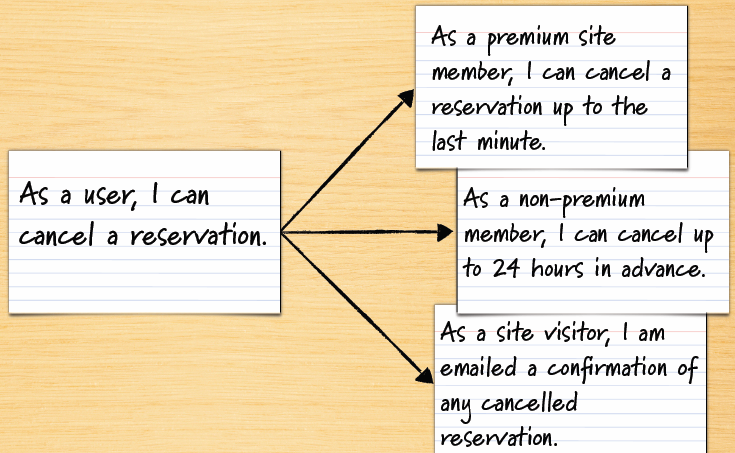 As a user, I can
cancel a reservation.
As a premium site
member, I can cancel a
reservation up to the
last minute.
As a non-premium
member, I can cancel up
to 24 hours in advance.
As a site visitor, I am
emailed a confirmation of
any cancelled
reservation.